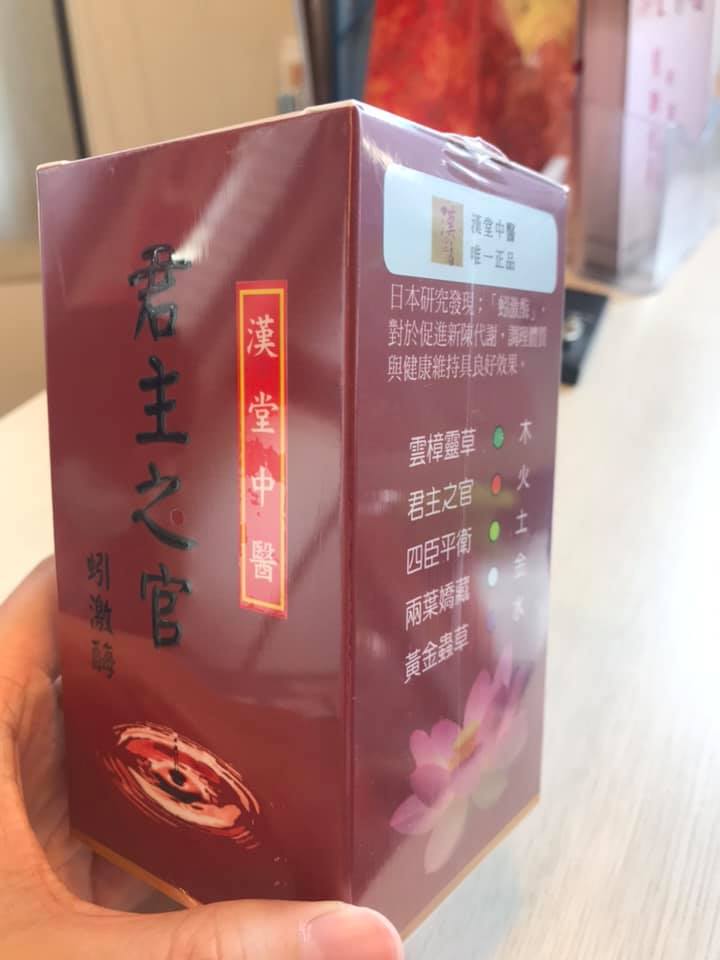 君主之官
蚓激酶
漢堂中醫
漢堂中醫
唯一正品
日本研究發現；「蚓激酶」，
對於促進新陳代謝，調理體質
與健康維持具良好效果。
雲樟靈草 木
君主之官 火
四臣平衛 土
兩葉嬌藏 金
黃金蟲草 水